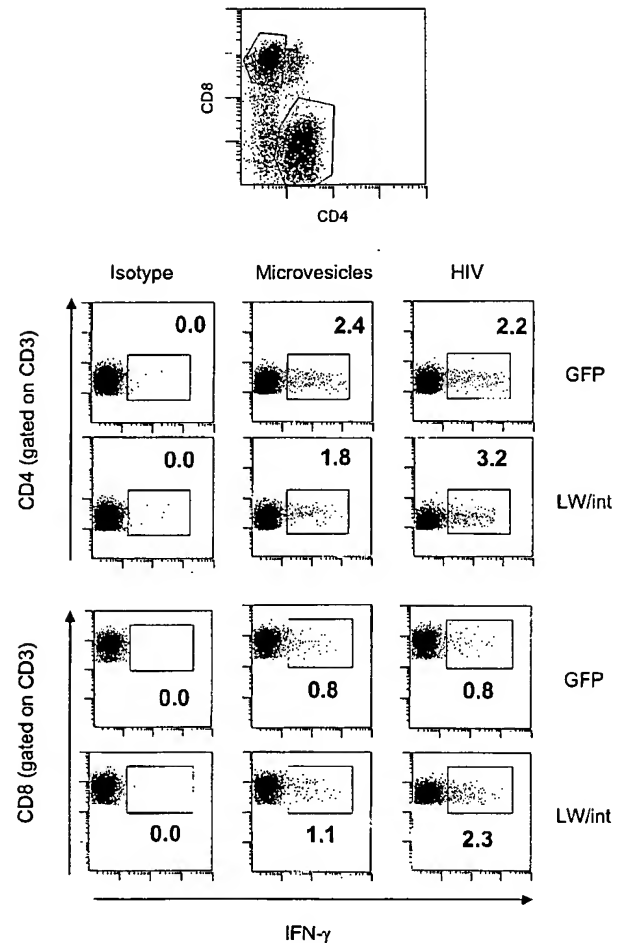 CD8
CD4
Isotype Microvesicles HIV
CD4 (gated on CD3)
0.0 2.4 2.2 GFP
0.0 1.8 3.2 LW/int
CD8 (gated on CD3)
0.0 0.8 0.8 GFP
0.0 1.1 2.3 LW/int
IFN-γ